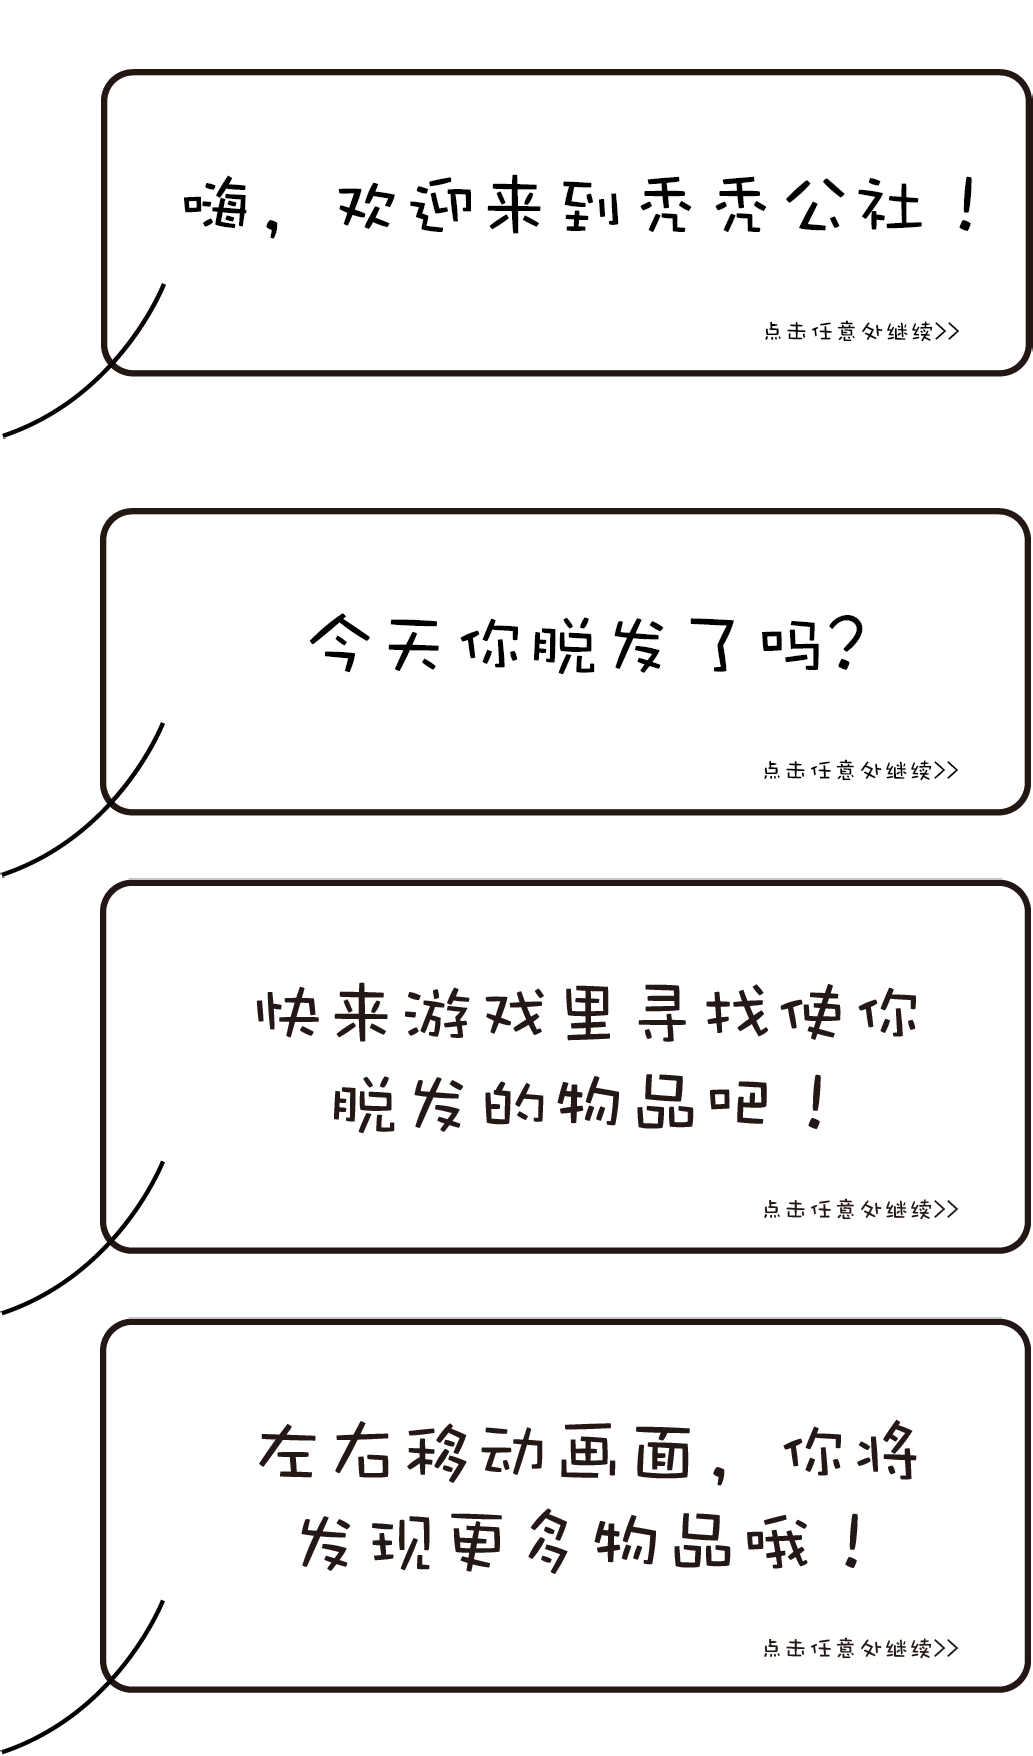 嗨，欢迎来到秃秃公社！
点击任意处继续>>
今天你脱发了吗?
点击任意处继续>>
快来游戏里寻找使你
脱发的物品吧！
点击任意处继续>>
左右移动画面，你将
发现更多物品哦！
点击任意处继续>>